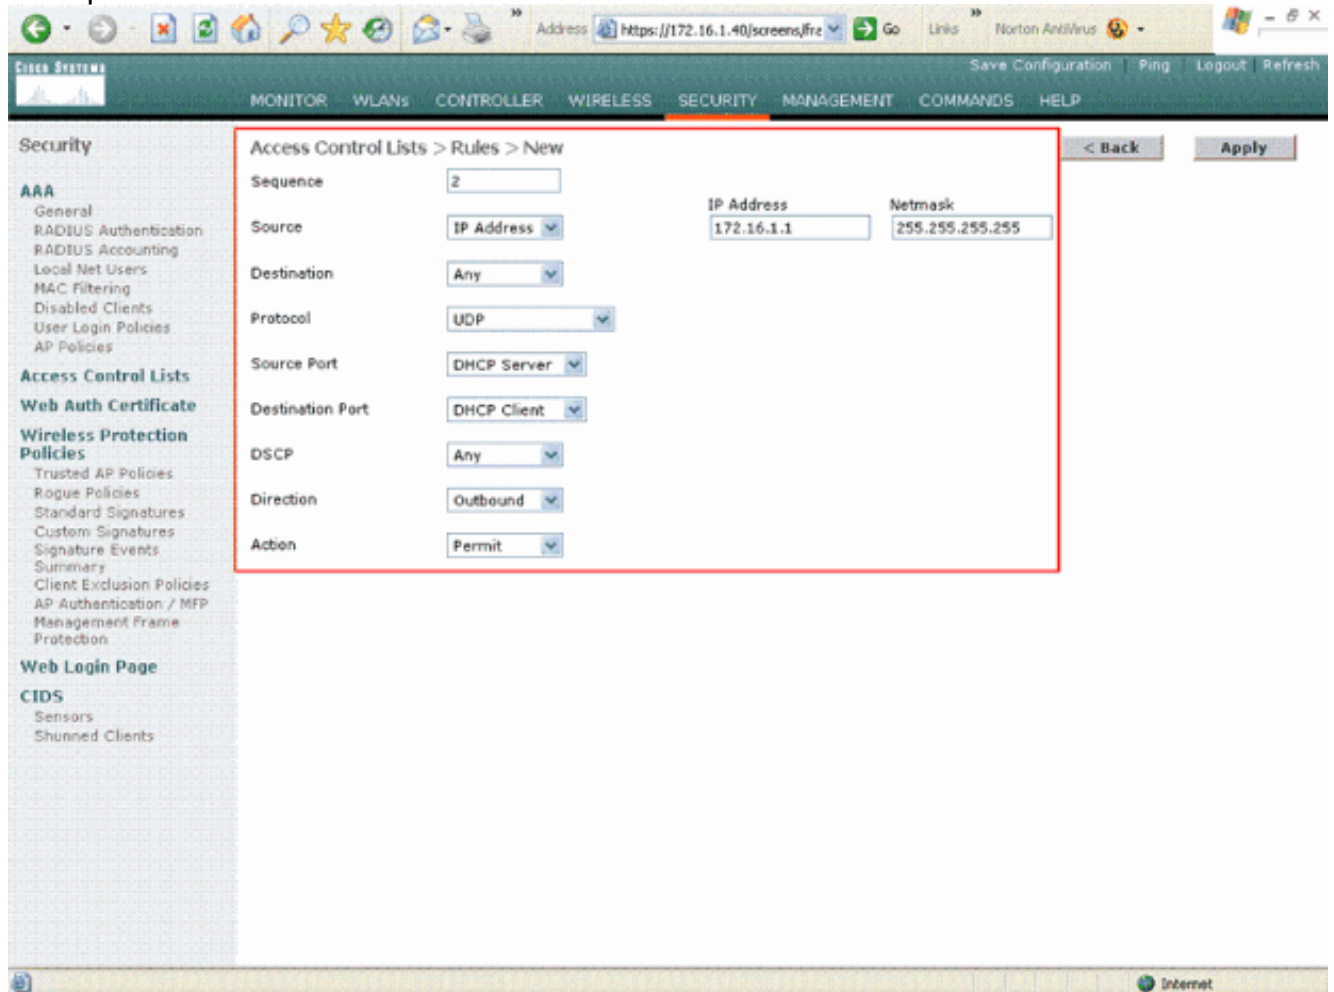 Address https://172.16.1.40/screens/fra Go Links Norton AntiVirus
CISCO SYSTEMS
Save Configuration Ping Logout Refresh
MONITOR WLANs CONTROLLER WIRELESS SECURITY MANAGEMENT COMMANDS HELP
Security
AAA
General
RADIUS Authentication
RADIUS Accounting
Local Net Users
MAC Filtering
Disabled Clients
User Login Policies
AP Policies
Access Control Lists
Web Auth Certificate
Wireless Protection
Policies
Trusted AP Policies
Rogue Policies
Standard Signatures
Custom Signatures
Signature Events
Summary
Client Exclusion Policies
AP Authentication / MFP
Management Frame
Protection
Web Login Page
CIDS
Sensors
Shunned Clients
Access Control Lists > Rules > New
< Back Apply
Sequence 2
IP Address Netmask
Source IP Address 172.16.1.1 255.255.255.255
Destination Any
Protocol UDP
Source Port DHCP Server
Destination Port DHCP Client
DSCP Any
Direction Outbound
Action Permit
Internet